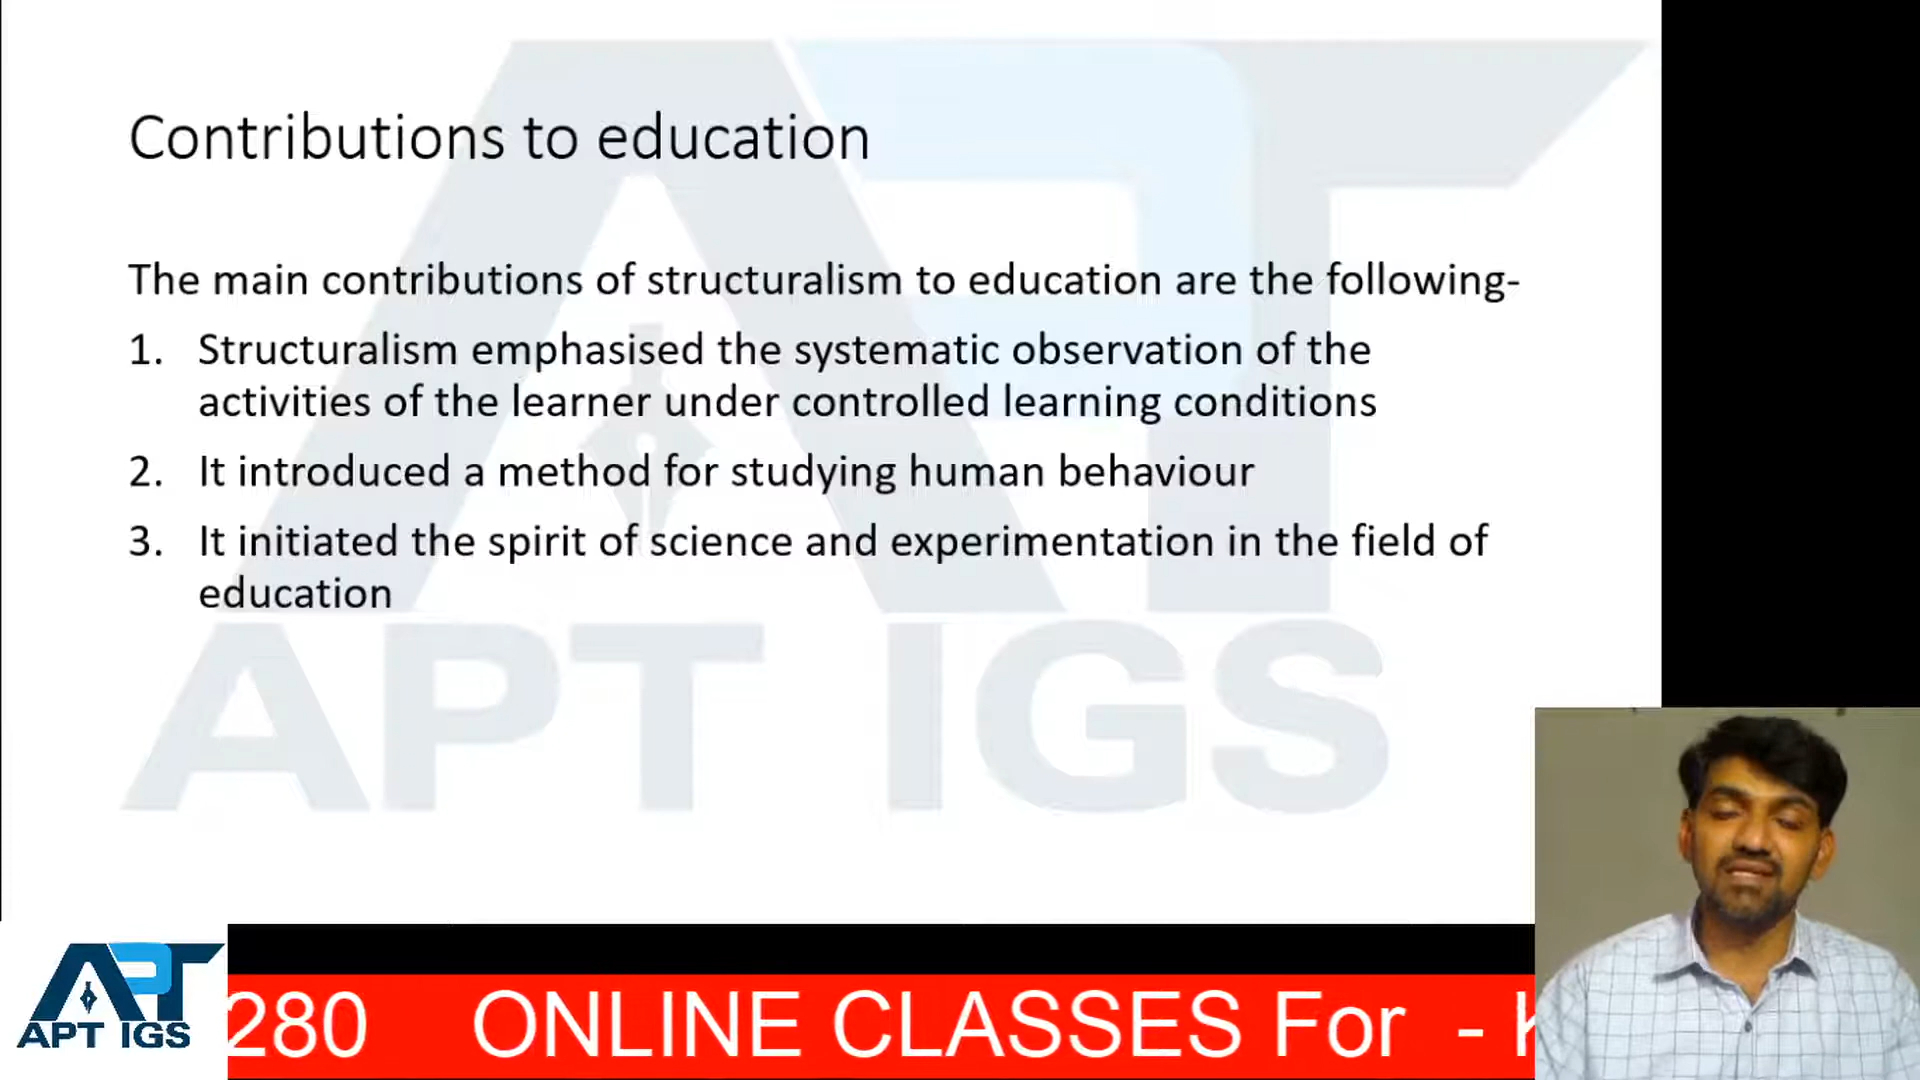 Contributions to education
The main contributions of structuralism to education are the following-
1. Structuralism emphasised the systematic observation of the
activities of the learner under controlled learning conditions
2. It introduced a method for studying human behaviour
3. It initiated the spirit of science and experimentation in the field of
education
APT IGS
APT
APT IGS
280 ONLINE CLASSES For -